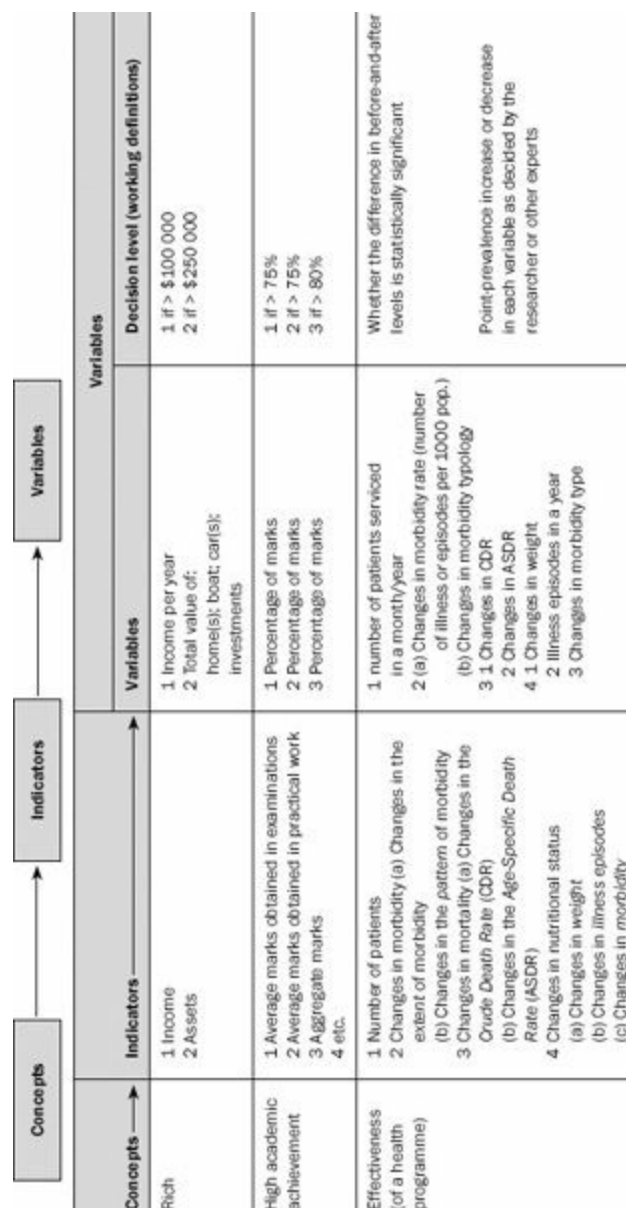 Concepts
Indicators
Variables
Variables
Concepts
Indicators
Variables
Decision level (working definitions)
Rich
1 Income
2 Assets
1 Income per year
2 Total value of:
home(s); boat; car(s);
investments
1 if > $100 000
2 if > $250 000
High academic
achievement
1 Average marks obtained in examinations
2 Average marks obtained in practical work
3 Aggregate marks
4 etc.
1 Percentage of marks
2 Percentage of marks
3 Percentage of marks
1 if > 75%
2 if > 75%
3 if > 80%
Effectiveness
(of a health
programme)
1 Number of patients
2 Changes in morbidity (a) Changes in the
extent of morbidity
(b) Changes in the pattern of morbidity
3 Changes in mortality (a) Changes in the
Crude Death Rate (CDR)
(b) Changes in the Age-Specific Death
Rate (ASDR)
4 Changes in nutritional status
(a) Changes in weight
(b) Changes in illness episodes
(c) Changes in morbidity
1 number of patients serviced
in a month/year
2 (a) Changes in morbidity rate (number
of illness or episodes per 1000 pop.)
(b) Changes in morbidity typology
3 1 Changes in CDR
2 Changes in ASDR
4 1 Changes in weight
2 Illness episodes in a year
3 Changes in morbidity type
Whether the difference in before-and-after
levels is statistically significant
Point-prevalence increase or decrease
in each variable as decided by the
researcher or other experts